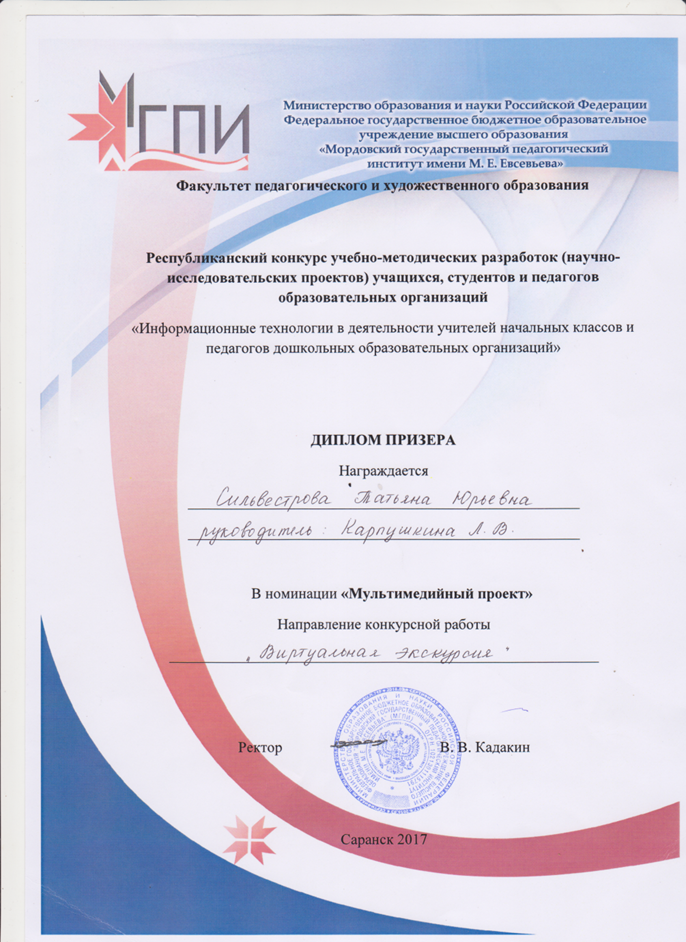 МГПИ
Министерство образования и науки Российской Федерации
Федеральное государственное бюджетное образовательное
учреждение высшего образования
«Мордовский государственный педагогический
институт имени М. Е. Евсевьева»
Факультет педагогического и художественного образования
Республиканский конкурс учебно-методических разработок (научно-
исследовательских проектов) учащихся, студентов и педагогов
образовательных организаций
«Информационные технологии в деятельности учителей начальных классов и
педагогов дошкольных образовательных организаций»
ДИПЛОМ ПРИЗЕРА
Награждается
Сильвестрова Татьяна Юрьевна
руководитель: Карпушкина Л. В.
В номинации «Мультимедийный проект»
Направление конкурсной работы
"Виртуальная экскурсия"
Ректор В. В. Кадакин
Саранск 2017